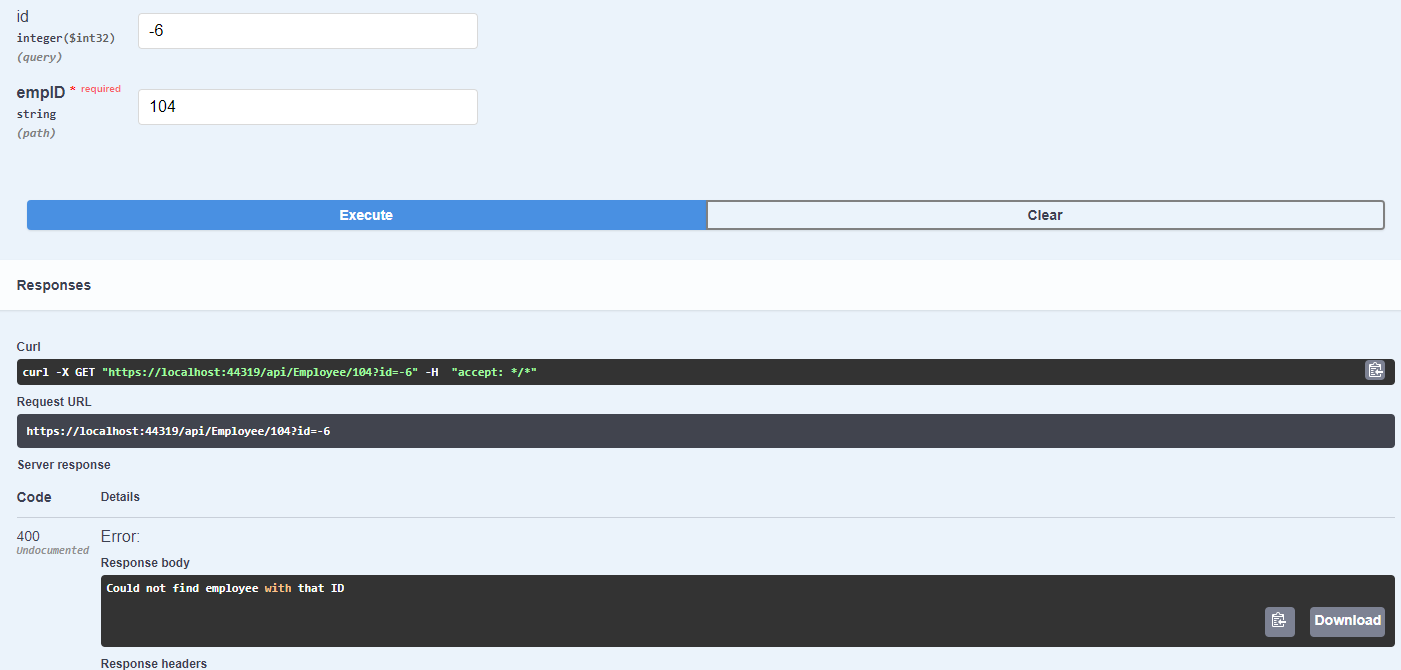 id
integer($int32)
(query)
-6
empID * required
string
(path)
104
Execute
Clear
Responses
Curl
curl -X GET "https://localhost:44319/api/Employee/104?id=-6" -H  "accept: */*"
Request URL
https://localhost:44319/api/Employee/104?id=-6
Server response
Code
Details
400
Undocumented
Error:
Response body
Could not find employee with that ID
Download
Response headers